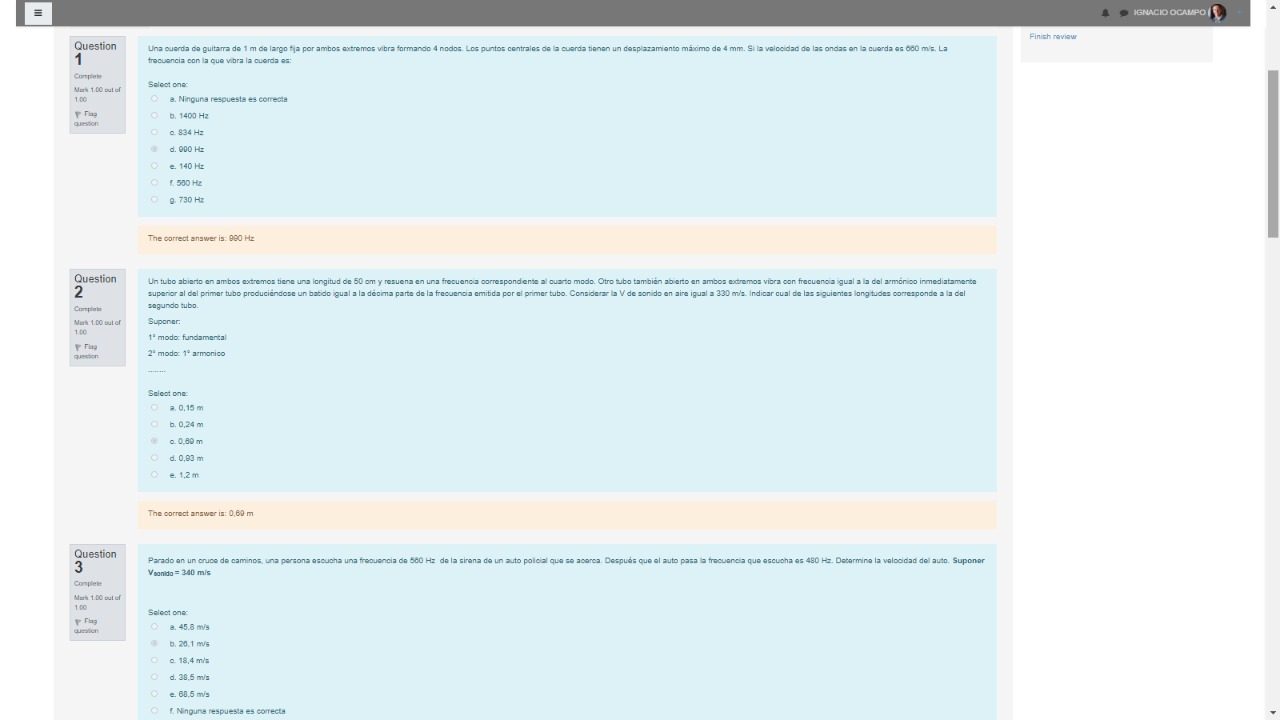 IGNACIO OCAMPO
Finish review
Question
1
Complete
Mark 1.00 out of
1.00
Flag
question
Una cuerda de guitarra de 1 m de largo fija por ambos extremos vibra formando 4 nodos. Los puntos centrales de la cuerda tienen un desplazamiento máximo de 4 mm. Si la velocidad de las ondas en la cuerda es 660 m/s. La
frecuencia con la que vibra la cuerda es:
Select one:
a. Ninguna respuesta es correcta
b. 1400 Hz
c. 834 Hz
d. 990 Hz
e. 140 Hz
f. 560 Hz
g. 730 Hz
The correct answer is: 990 Hz
Question
2
Complete
Mark 1.00 out of
1.00
Flag
question
Un tubo abierto en ambos extremos tiene una longitud de 50 cm y resuena en una frecuencia correspondiente al cuarto modo. Otro tubo también abierto en ambos extremos vibra con frecuencia igual a la del armónico inmediatamente
superior al del primer tubo produciéndose un batido igual a la décima parte de la frecuencia emitida por el primer tubo. Considerar la V de sonido en aire igual a 330 m/s. Indicar cual de las siguientes longitudes corresponde a la del
segundo tubo.
Suponer:
1° modo: fundamental
2° modo: 1° armonico
........
Select one:
a. 0,15 m
b. 0,24 m
c. 0,69 m
d. 0,93 m
e. 1,2 m
The correct answer is: 0,69 m
Question
3
Complete
Mark 1.00 out of
1.00
Flag
question
Parado en un cruce de caminos, una persona escucha una frecuencia de 560 Hz de la sirena de un auto policial que se acerca. Después que el auto pasa la frecuencia que escucha es 480 Hz. Determine la velocidad del auto. Suponer
Vsonido = 340 m/s
Select one:
a. 45,8 m/s
b. 26,1 m/s
c. 18,4 m/s
d. 38,5 m/s
e. 68,5 m/s
f. Ninguna respuesta es correcta